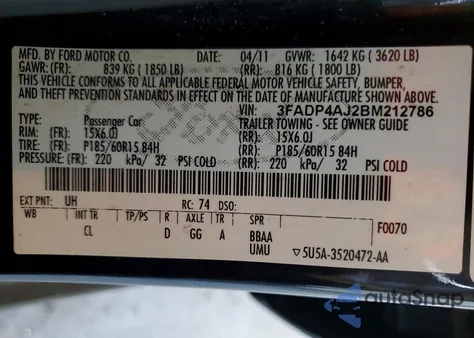 MFD. BY FORD MOTOR CO. DATE: 04/11 GVWR: 1642 KG ( 3620 LB)
GAWR: (FR): 839 KG ( 1850 LB) (RR): 816 KG ( 1800 LB)
THIS VEHICLE CONFORMS TO ALL APPLICABLE FEDERAL MOTOR VEHICLE SAFETY, BUMPER,
AND THEFT PREVENTION STANDARDS IN EFFECT ON THE DATE OF MANUFACTURE SHOWN ABOVE.
VIN: 3FADP4AJ2BM212786
TYPE: Passenger Car TRAILER TOWING - SEE OWNER GUIDE
RIM: (FR): 15X6.0J (RR): 15X6.0J
TIRE: (FR): P185/60R15 84H (RR): P185/60R15 84H
PRESSURE: (FR): 220 kPa/ 32 PSI COLD (RR): 220 kPa/ 32 PSI COLD
EXT PNT: UH RC: 74 DSO:
WB INT TR TP/PS R AXLE TR SPR F0070
CL D GG A BBAA
UMU ▽5U5A-3520472-AA
autoSnap